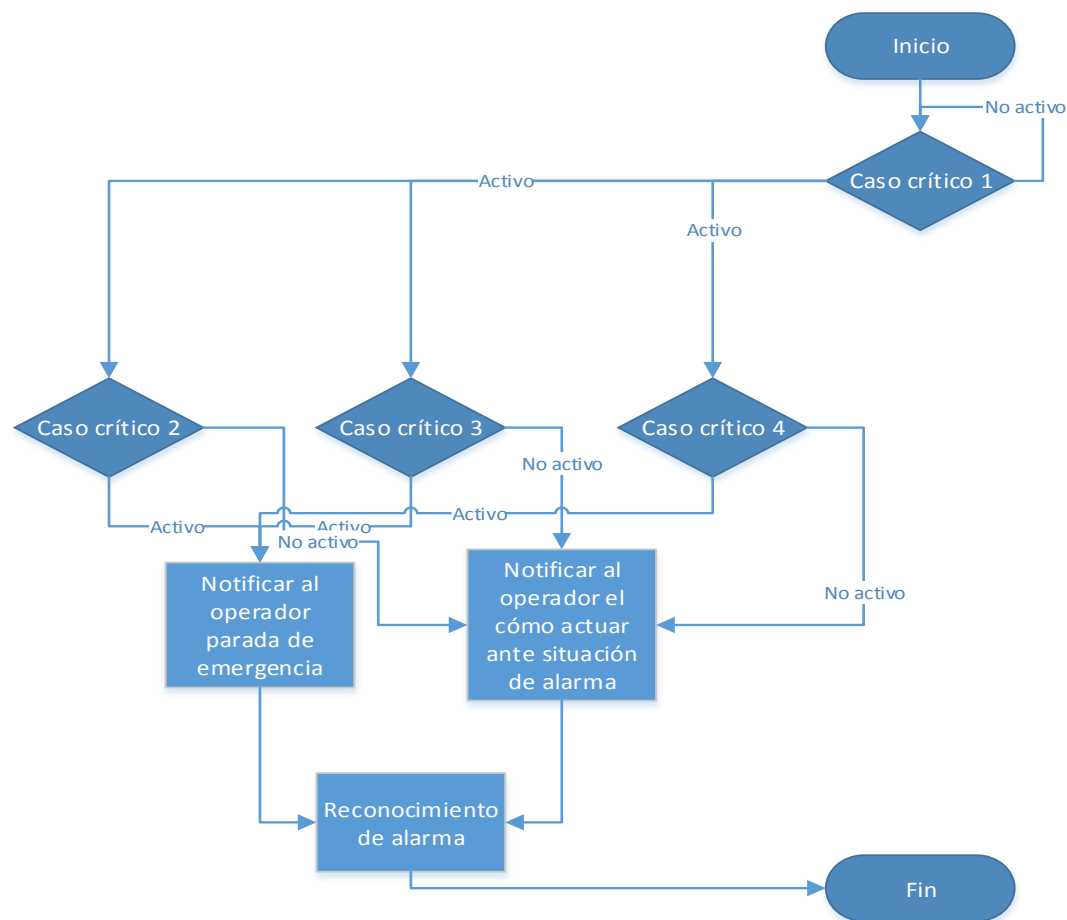 Inicio
No activo
Caso crítico 1
Activo
Activo
Caso crítico 2
Caso crítico 3
Caso crítico 4
No activo
Activo
Activo
Activo
No activo
Notificar al
operador
parada de
emergencia
Notificar al
operador el
cómo actuar
ante situación
de alarma
No activo
Reconocimiento
de alarma
Fin